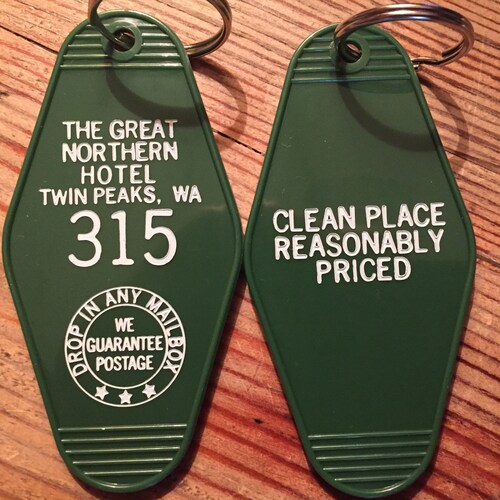 THE GREAT
NORTHERN
HOTEL
TWIN PEAKS, WA
315
DROP IN ANY MAILBOX
WE
GUARANTEE
POSTAGE
CLEAN PLACE
REASONABLY
PRICED